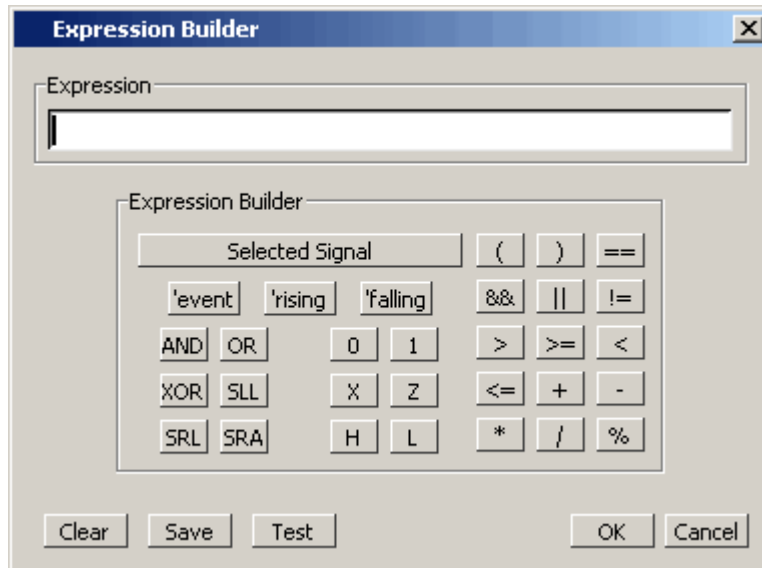 Expression Builder
Expression
Expression Builder
Selected Signal ( ) ==
'event 'rising 'falling && || !=
AND OR 0 1 > >= <
XOR SLL X Z <= + -
SRL SRA H L * / %
Clear Save Test OK Cancel